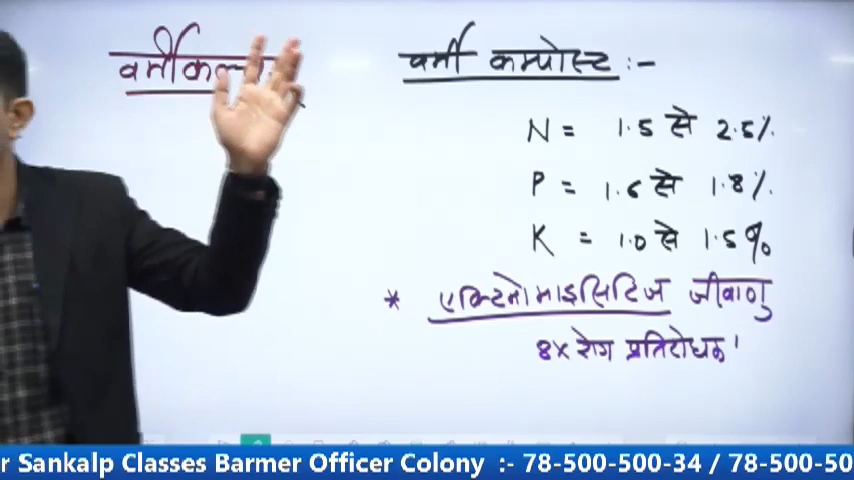 वर्मी कम्पोस्ट :-
N = 1.5 से 2.5%
P = 1.6 से 1.8%
K = 1.0 से 1.5%
* एक्टिनोमाइसिटिज जीवाणु
8x रोग प्रतिरोधक
r Sankalp Classes Barmer Officer Colony :- 78-500-500-34 / 78-500-50